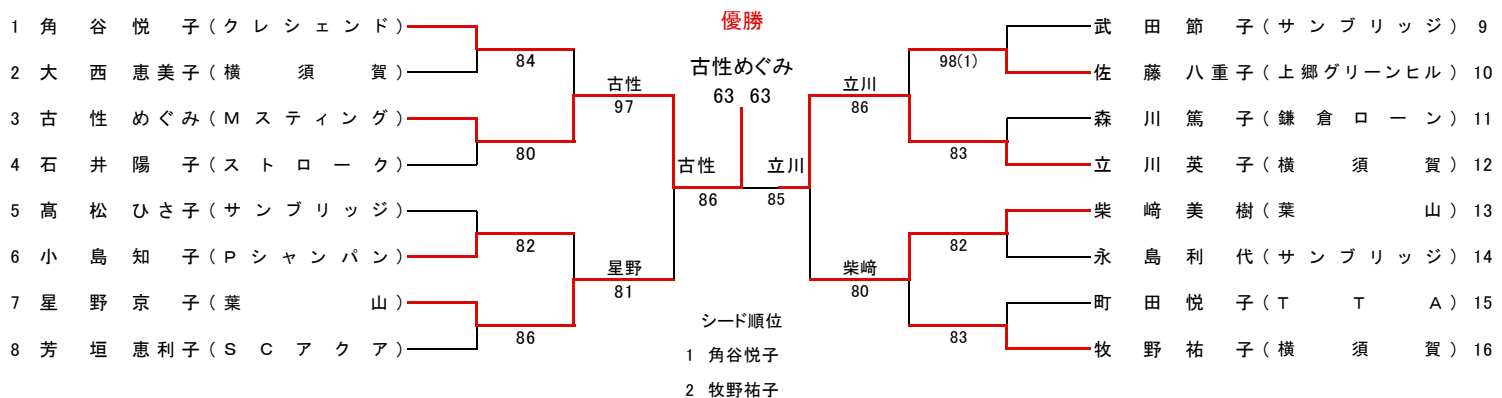 優勝
古性めぐみ
63 63
1 角谷悦子(クレシェンド)
2 大西恵美子(横須賀)
3 古性めぐみ(Mスティング)
4 石井陽子(ストローク)
5 髙松ひさ子(サンブリッジ)
6 小島知子(Pシャンパン)
7 星野京子(葉山)
8 芳垣恵利子(SCアクア)
84
80
82
86
古性
97
星野
81
古性
86
立川
85
立川
86
柴﨑
80
98(1)
83
82
83
武田節子(サンブリッジ) 9
佐藤八重子(上郷グリーンヒル) 10
森川篤子(鎌倉ローン) 11
立川英子(横須賀) 12
柴﨑美樹(葉山) 13
永島利代(サンブリッジ) 14
町田悦子(TTA) 15
牧野祐子(横須賀) 16
シード順位
1 角谷悦子
2 牧野祐子